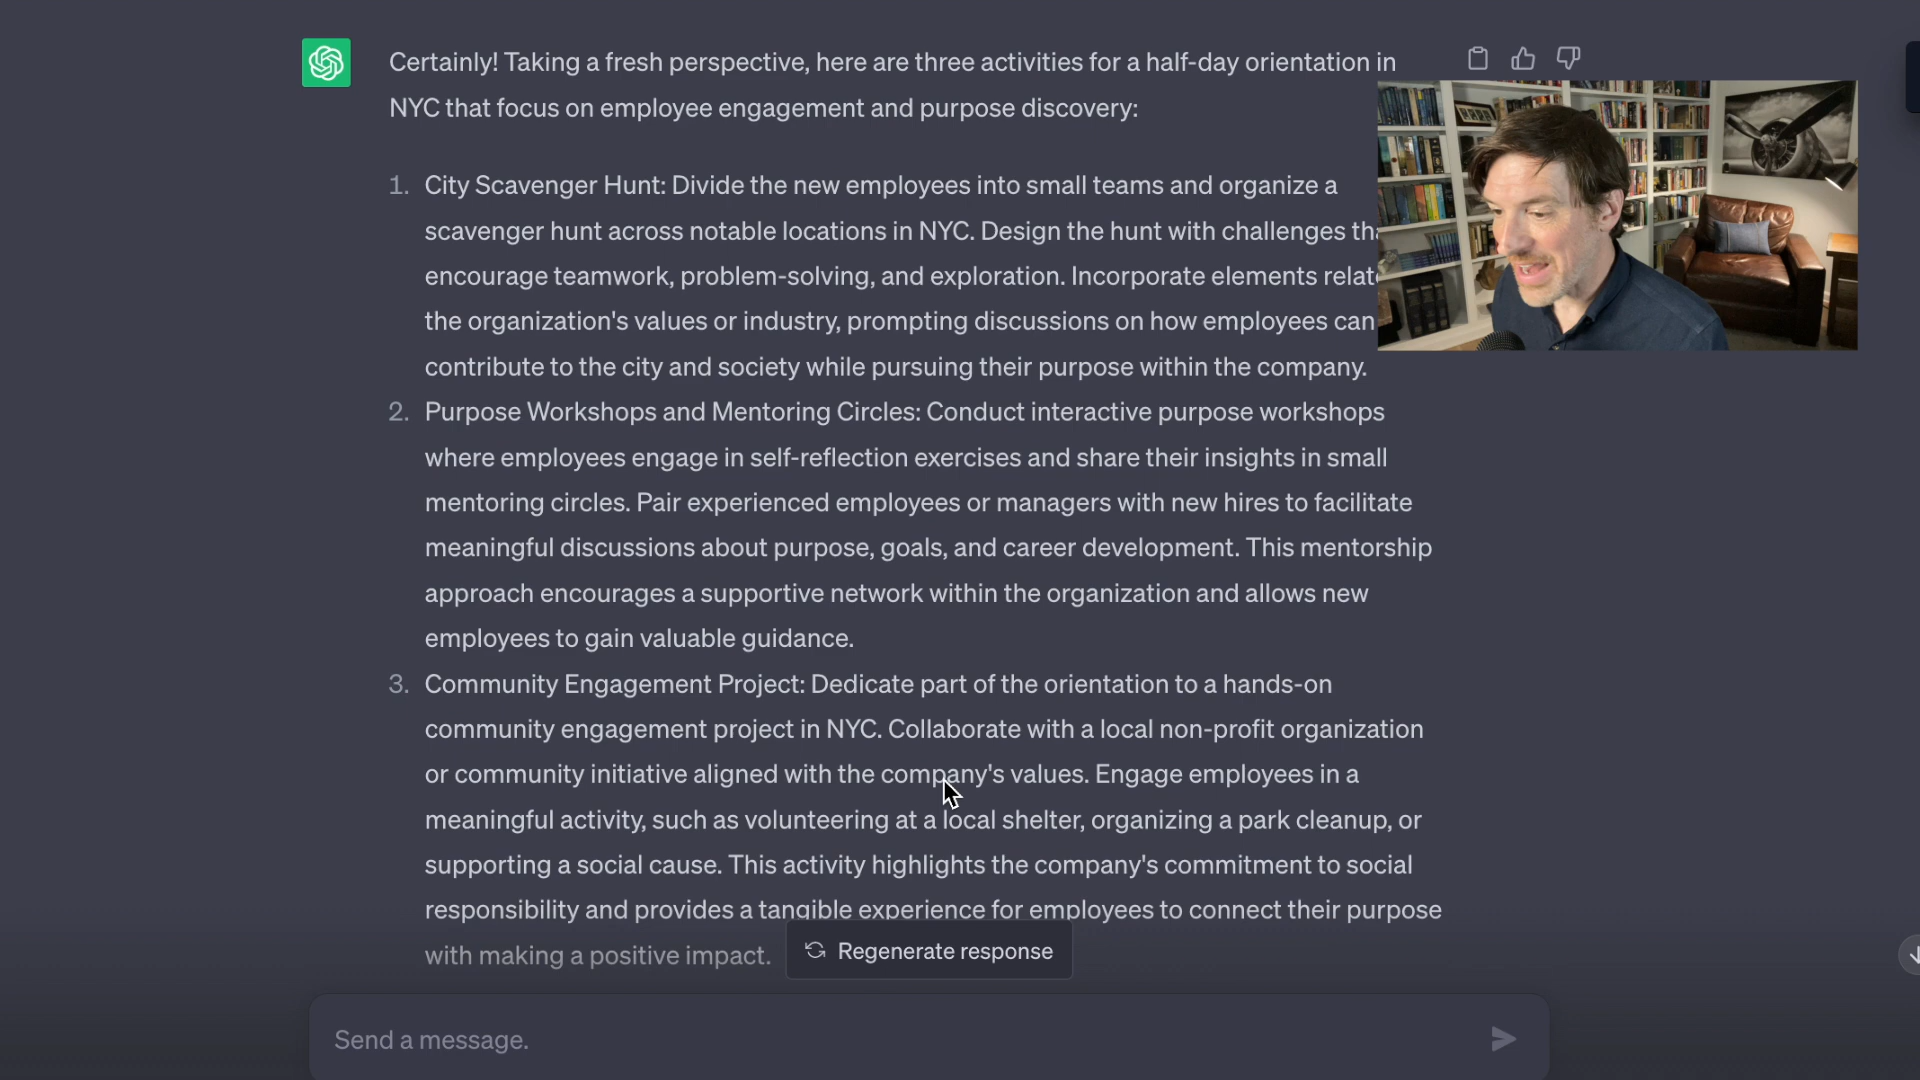 Certainly! Taking a fresh perspective, here are three activities for a half-day orientation in
NYC that focus on employee engagement and purpose discovery:
1. City Scavenger Hunt: Divide the new employees into small teams and organize a
scavenger hunt across notable locations in NYC. Design the hunt with challenges
encourage teamwork, problem-solving, and exploration. Incorporate elements
the organization's values or industry, prompting discussions on how employees can
contribute to the city and society while pursuing their purpose within the company.
2. Purpose Workshops and Mentoring Circles: Conduct interactive purpose workshops
where employees engage in self-reflection exercises and share their insights in small
mentoring circles. Pair experienced employees or managers with new hires to facilitate
meaningful discussions about purpose, goals, and career development. This mentorship
approach encourages a supportive network within the organization and allows new
employees to gain valuable guidance.
3. Community Engagement Project: Dedicate part of the orientation to a hands-on
community engagement project in NYC. Collaborate with a local non-profit organization
or community initiative aligned with the company's values. Engage employees in a
meaningful activity, such as volunteering at a local shelter, organizing a park cleanup, or
supporting a social cause. This activity highlights the company's commitment to social
responsibility and provides a tangible experience for employees to connect their purpose
with making a positive impact.
Regenerate response
Send a message.